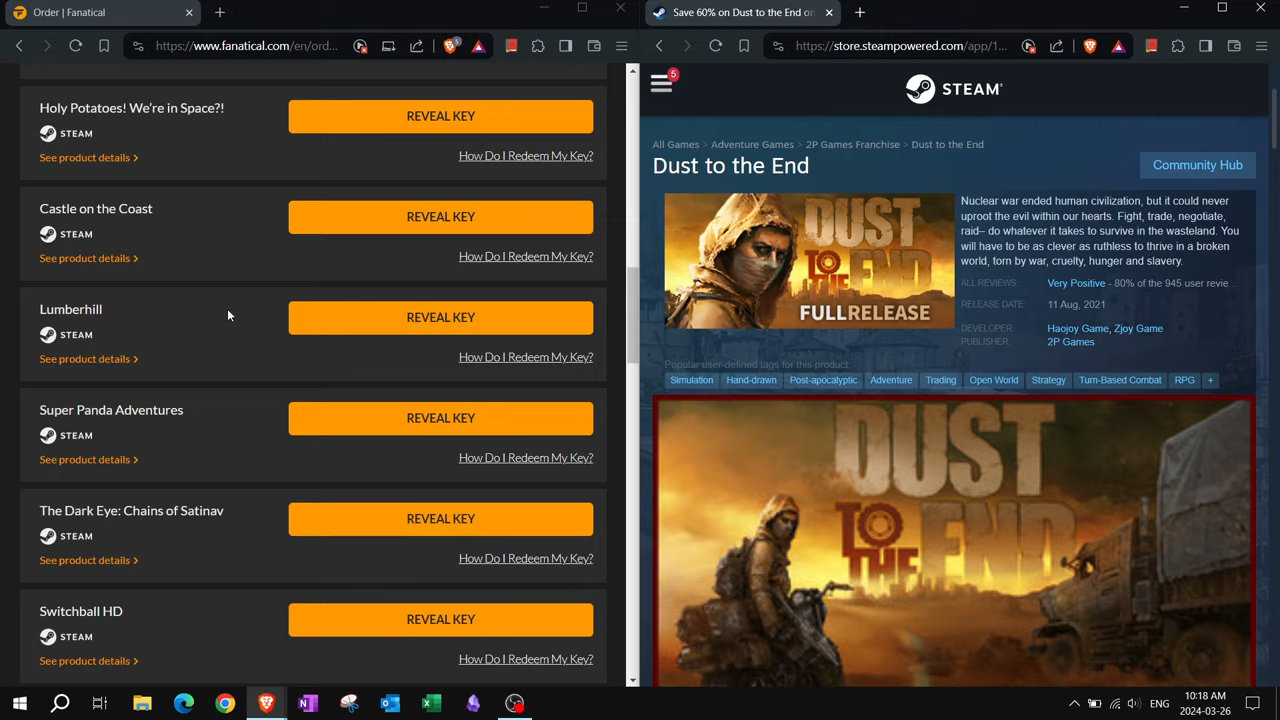 Order | Fanatical
https://www.fanatical.com/en/ord...
5
Holy Potatoes! We're in Space?!
STEAM
See product details >
REVEAL KEY
How Do I Redeem My Key?
Castle on the Coast
STEAM
See product details >
REVEAL KEY
How Do I Redeem My Key?
Lumberhill
STEAM
See product details >
REVEAL KEY
How Do I Redeem My Key?
Super Panda Adventures
STEAM
See product details >
REVEAL KEY
How Do I Redeem My Key?
The Dark Eye: Chains of Satinav
STEAM
See product details >
REVEAL KEY
How Do I Redeem My Key?
Switchball HD
STEAM
See product details >
REVEAL KEY
How Do I Redeem My Key?
Save 60% on Dust to the End on
https://store.steampowered.com/app/1...
5
STEAM®
All Games > Adventure Games > 2P Games Franchise > Dust to the End
Dust to the End
Community Hub
DUST
TO THE
END
FULL RELEASE
Nuclear war ended human civilization, but it could never
uproot the evil within our hearts. Fight, trade, negotiate,
raid– do whatever it takes to survive in the wasteland. You
will have to be as clever as ruthless to thrive in a broken
world, torn by war, cruelty, hunger and slavery.
ALL REVIEWS: Very Positive - 80% of the 945 user revie...
RELEASE DATE: 11 Aug, 2021
DEVELOPER: Haojoy Game, Zjoy Game
PUBLISHER: 2P Games
Popular user-defined tags for this product:
Simulation Hand-drawn Post-apocalyptic Adventure Trading Open World Strategy Turn-Based Combat RPG +
DUST
TO THE
END
ENG
10:18 AM
2024-03-26